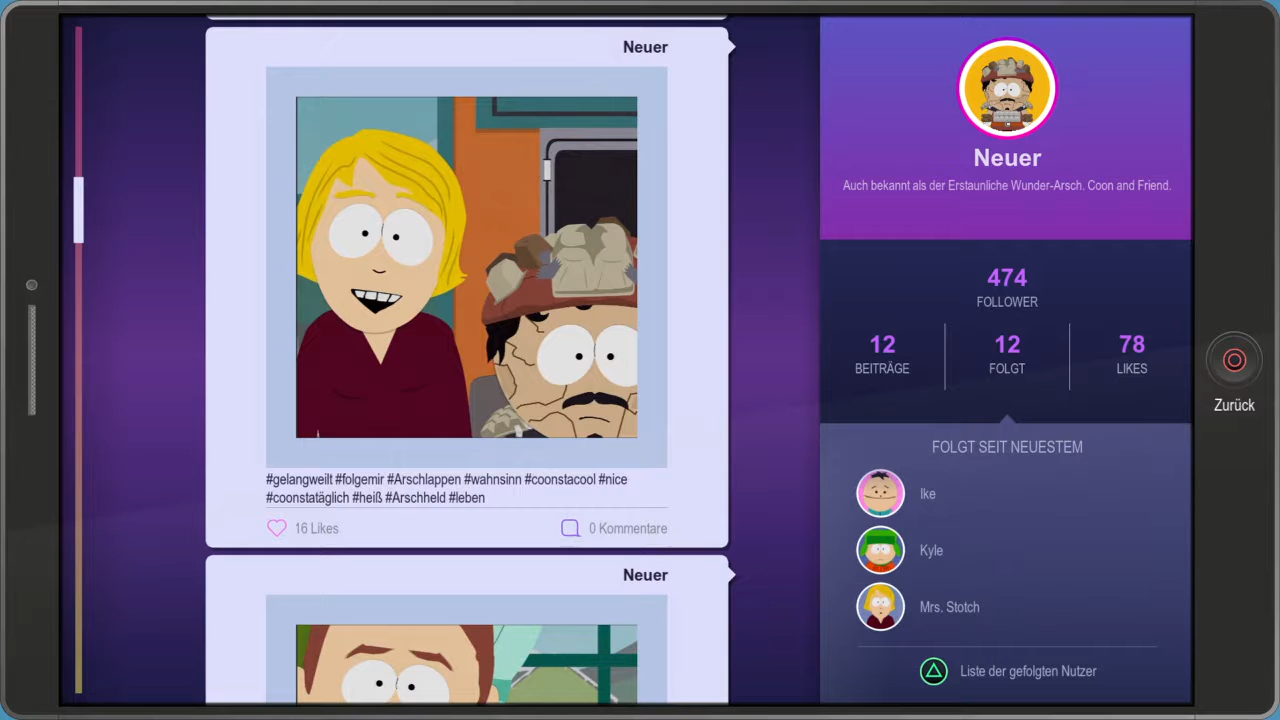 Neuer
#gelangweilt #folgemir #Arschlappen #wahnsinn #coonstacool #nice
#coonstatäglich #heiß #Arschheld #leben
16 Likes
0 Kommentare
Neuer
Neuer
Auch bekannt als der Erstaunliche Wunder-Arsch. Coon and Friend.
474
FOLLOWER
12
BEITRÄGE
12
FOLGT
78
LIKES
FOLGT SEIT NEUESTEM
Ike
Kyle
Mrs. Stotch
Liste der gefolgten Nutzer
Zurück